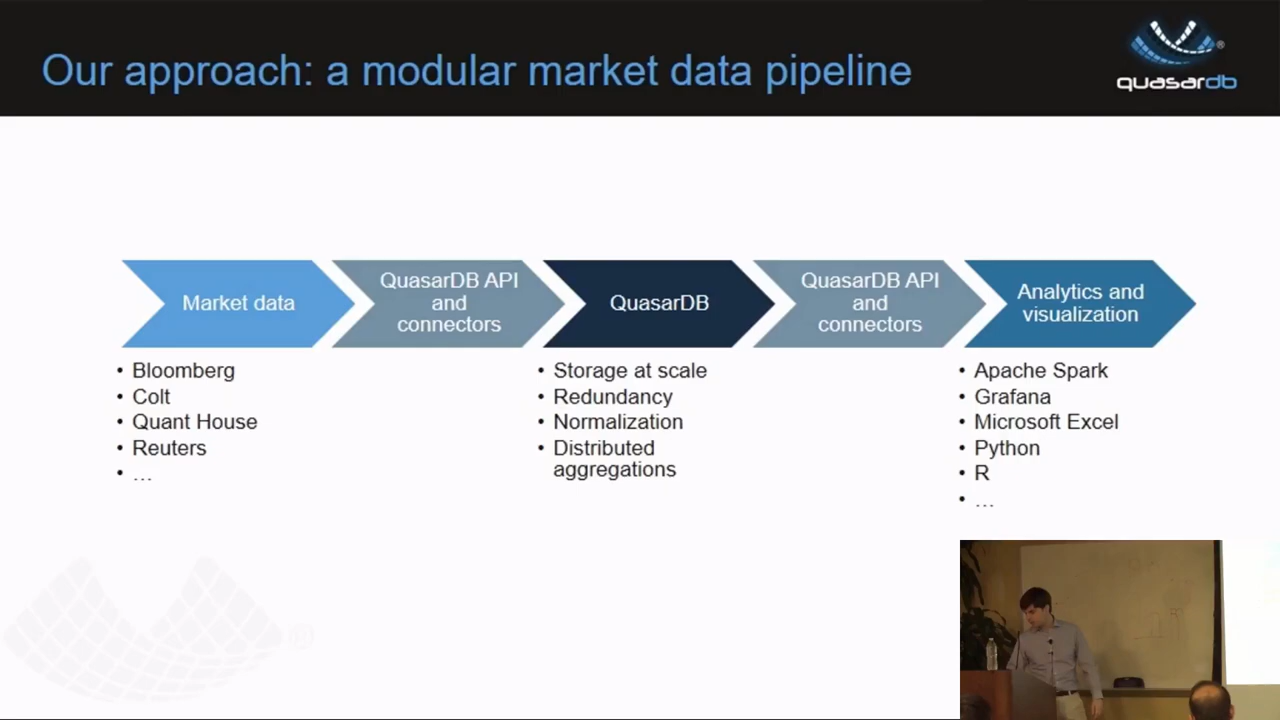 Our approach: a modular market data pipeline
quasardb®
Market data
QuasarDB API
and
connectors
QuasarDB
QuasarDB API
and
connectors
Analytics and
visualization
• Bloomberg
• Colt
• Quant House
• Reuters
• …
• Storage at scale
• Redundancy
• Normalization
• Distributed
aggregations
• Apache Spark
• Grafana
• Microsoft Excel
• Python
• R
• …
®